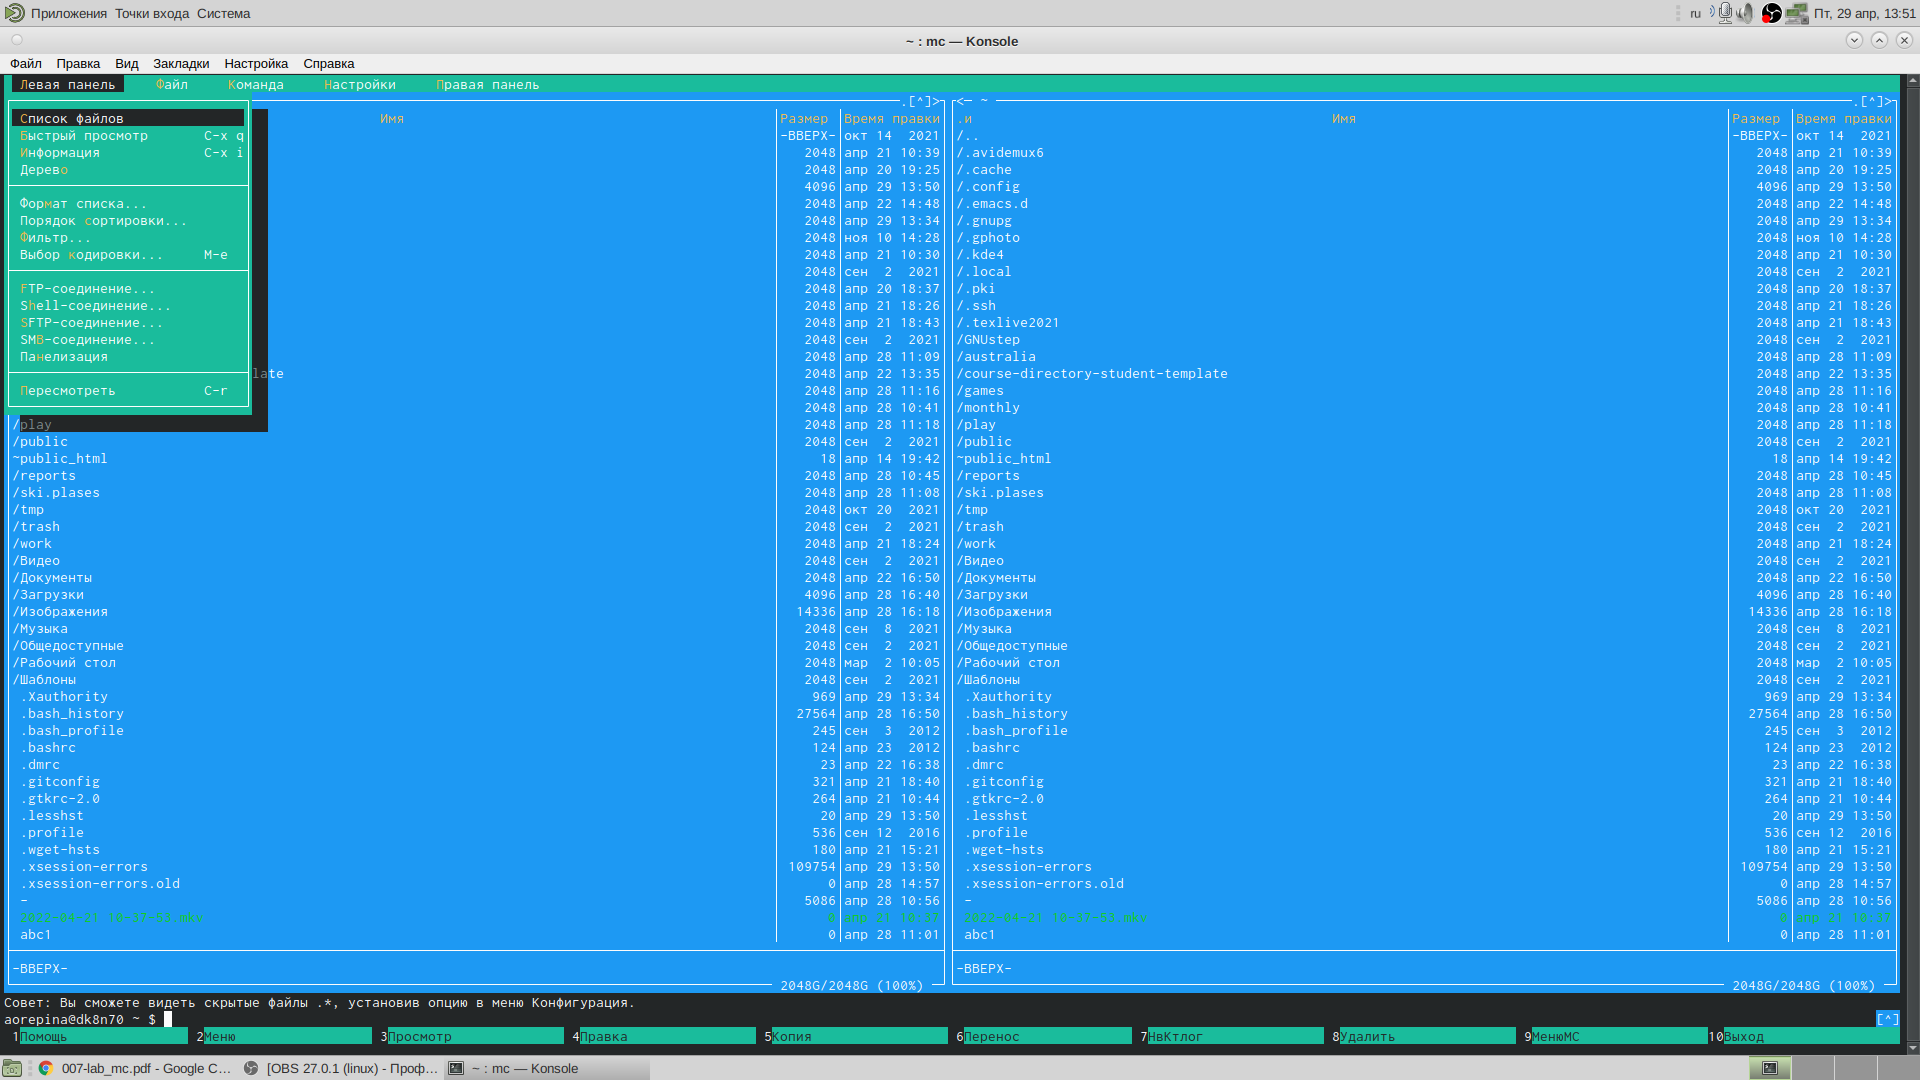 Приложения Точки входа Система
ru Пт, 29 апр, 13:51
~ : mc — Konsole
Файл Правка Вид Закладки Настройка Справка
Левая панель Файл Команда Настройки Правая панель
.[^]> <— ~ .[^]>
Список файлов Имя Размер Время правки .и Имя Размер Время правки
Быстрый просмотр C-x q -ВВЕРХ- окт 14 2021 /.. -ВВЕРХ- окт 14 2021
Информация C-x i 2048 апр 21 10:39 /.avidemux6 2048 апр 21 10:39
Дерево 2048 апр 20 19:25 /.cache 2048 апр 20 19:25
4096 апр 29 13:50 /.config 4096 апр 29 13:50
Формат списка... 2048 апр 22 14:48 /.emacs.d 2048 апр 22 14:48
Порядок сортировки... 2048 апр 29 13:34 /.gnupg 2048 апр 29 13:34
Фильтр... 2048 ноя 10 14:28 /.gphoto 2048 ноя 10 14:28
Выбор кодировки... M-e 2048 апр 21 10:30 /.kde4 2048 апр 21 10:30
2048 сен 2 2021 /.local 2048 сен 2 2021
FTP-соединение... 2048 апр 20 18:37 /.pki 2048 апр 20 18:37
Shell-соединение... 2048 апр 21 18:26 /.ssh 2048 апр 21 18:26
SFTP-соединение... 2048 апр 21 18:43 /.texlive2021 2048 апр 21 18:43
SMB-соединение... 2048 сен 2 2021 /GNUstep 2048 сен 2 2021
Панелизация 2048 апр 28 11:09 /australia 2048 апр 28 11:09
late 2048 апр 22 13:35 /course-directory-student-template 2048 апр 22 13:35
Пересмотреть C-r 2048 апр 28 11:16 /games 2048 апр 28 11:16
2048 апр 28 10:41 /monthly 2048 апр 28 10:41
/play 2048 апр 28 11:18 /play 2048 апр 28 11:18
/public 2048 сен 2 2021 /public 2048 сен 2 2021
~public_html 18 апр 14 19:42 ~public_html 18 апр 14 19:42
/reports 2048 апр 28 10:45 /reports 2048 апр 28 10:45
/ski.plases 2048 апр 28 11:08 /ski.plases 2048 апр 28 11:08
/tmp 2048 окт 20 2021 /tmp 2048 окт 20 2021
/trash 2048 сен 2 2021 /trash 2048 сен 2 2021
/work 2048 апр 21 18:24 /work 2048 апр 21 18:24
/Видео 2048 сен 2 2021 /Видео 2048 сен 2 2021
/Документы 2048 апр 22 16:50 /Документы 2048 апр 22 16:50
/Загрузки 4096 апр 28 16:40 /Загрузки 4096 апр 28 16:40
/Изображения 14336 апр 28 16:18 /Изображения 14336 апр 28 16:18
/Музыка 2048 сен 8 2021 /Музыка 2048 сен 8 2021
/Общедоступные 2048 сен 2 2021 /Общедоступные 2048 сен 2 2021
/Рабочий стол 2048 мар 2 10:05 /Рабочий стол 2048 мар 2 10:05
/Шаблоны 2048 сен 2 2021 /Шаблоны 2048 сен 2 2021
.Xauthority 969 апр 29 13:34 .Xauthority 969 апр 29 13:34
.bash_history 27564 апр 28 16:50 .bash_history 27564 апр 28 16:50
.bash_profile 245 сен 3 2012 .bash_profile 245 сен 3 2012
.bashrc 124 апр 23 2012 .bashrc 124 апр 23 2012
.dmrc 23 апр 22 16:38 .dmrc 23 апр 22 16:38
.gitconfig 321 апр 21 18:40 .gitconfig 321 апр 21 18:40
.gtkrc-2.0 264 апр 21 10:44 .gtkrc-2.0 264 апр 21 10:44
.lesshst 20 апр 29 13:50 .lesshst 20 апр 29 13:50
.profile 536 сен 12 2016 .profile 536 сен 12 2016
.wget-hsts 180 апр 21 15:21 .wget-hsts 180 апр 21 15:21
.xsession-errors 109754 апр 29 13:50 .xsession-errors 109754 апр 29 13:50
.xsession-errors.old 0 апр 28 14:57 .xsession-errors.old 0 апр 28 14:57
- 5086 апр 28 10:56 - 5086 апр 28 10:56
abc1 0 апр 28 11:01 abc1 0 апр 28 11:01
-ВВЕРХ- -ВВЕРХ-
2048G/2048G (100%) 2048G/2048G (100%)
Совет: Вы сможете видеть скрытые файлы .*, установив опцию в меню Конфигурация.
aorepina@dk8n70 ~ $ [^]
1Помощь 2Меню 3Просмотр 4Правка 5Копия 6Перенос 7НвКтлог 8Удалить 9МенюМС 10Выход
007-lab_mc.pdf - Google C... [OBS 27.0.1 (linux) - Проф... ~ : mc — Konsole